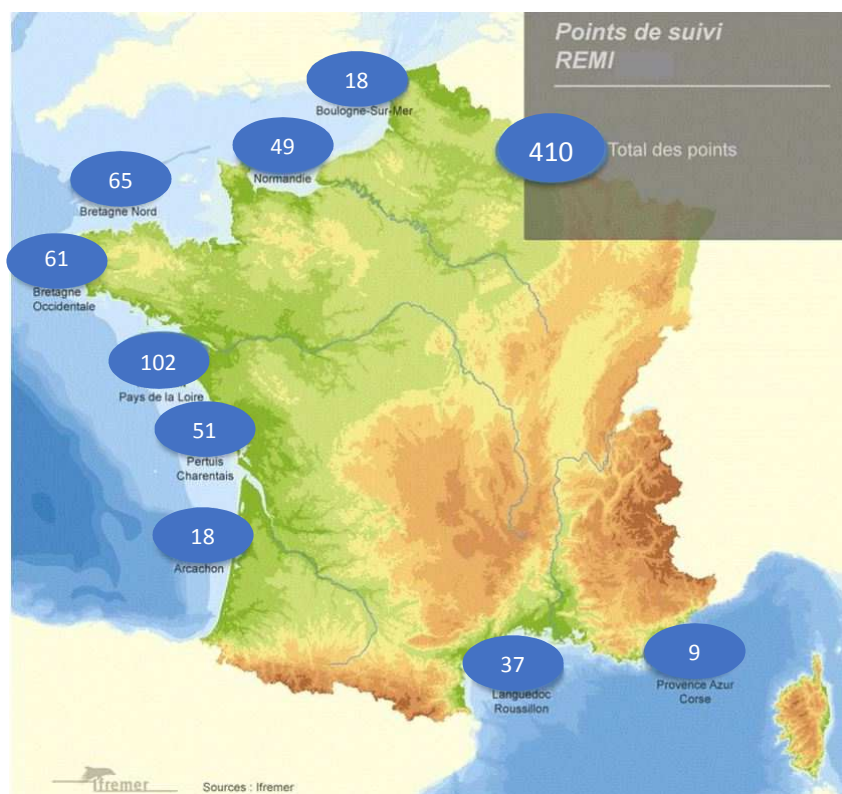 Points de suivi
REMI
410
Total des points
18
Boulogne-Sur-Mer
49
Normandie
65
Bretagne Nord
61
Bretagne
Occidentale
102
Pays de la Loire
51
Pertuis
Charentais
18
Arcachon
37
Languedoc
Roussillon
9
Provence Azur
Corse
ifremer
Sources : Ifremer